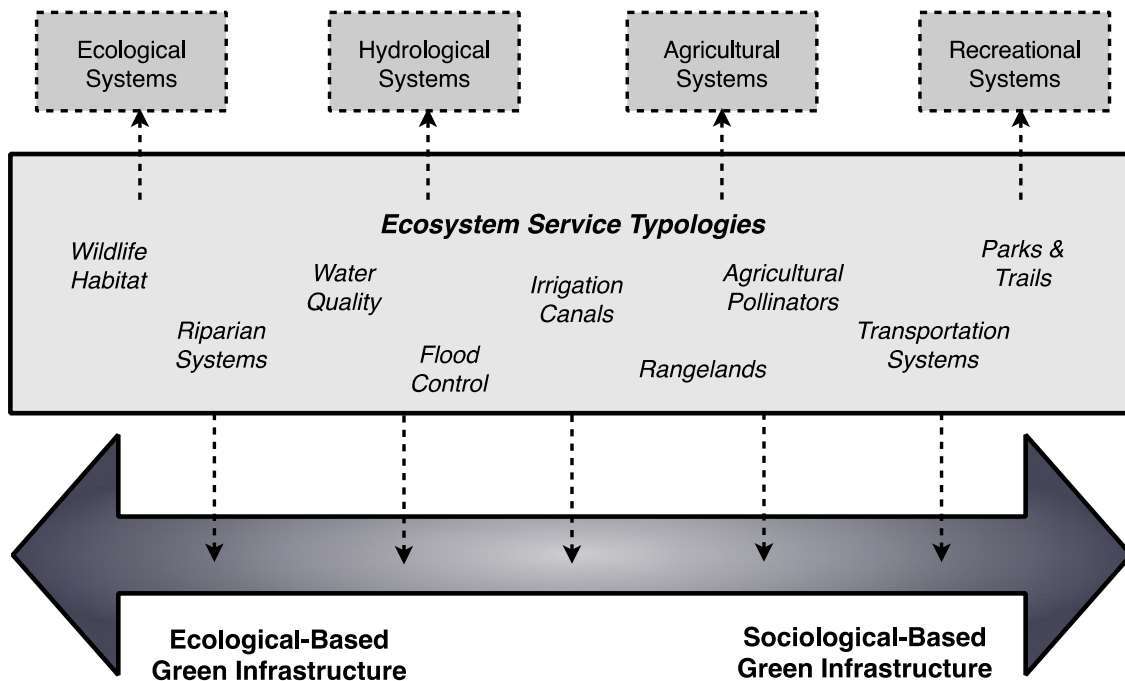 Ecological
Systems
Hydrological
Systems
Agricultural
Systems
Recreational
Systems
Ecosystem Service Typologies
Wildlife
Habitat
Riparian
Systems
Water
Quality
Flood
Control
Irrigation
Canals
Rangelands
Agricultural
Pollinators
Transportation
Systems
Parks &
Trails
Ecological-Based
Green Infrastructure
Sociological-Based
Green Infrastructure